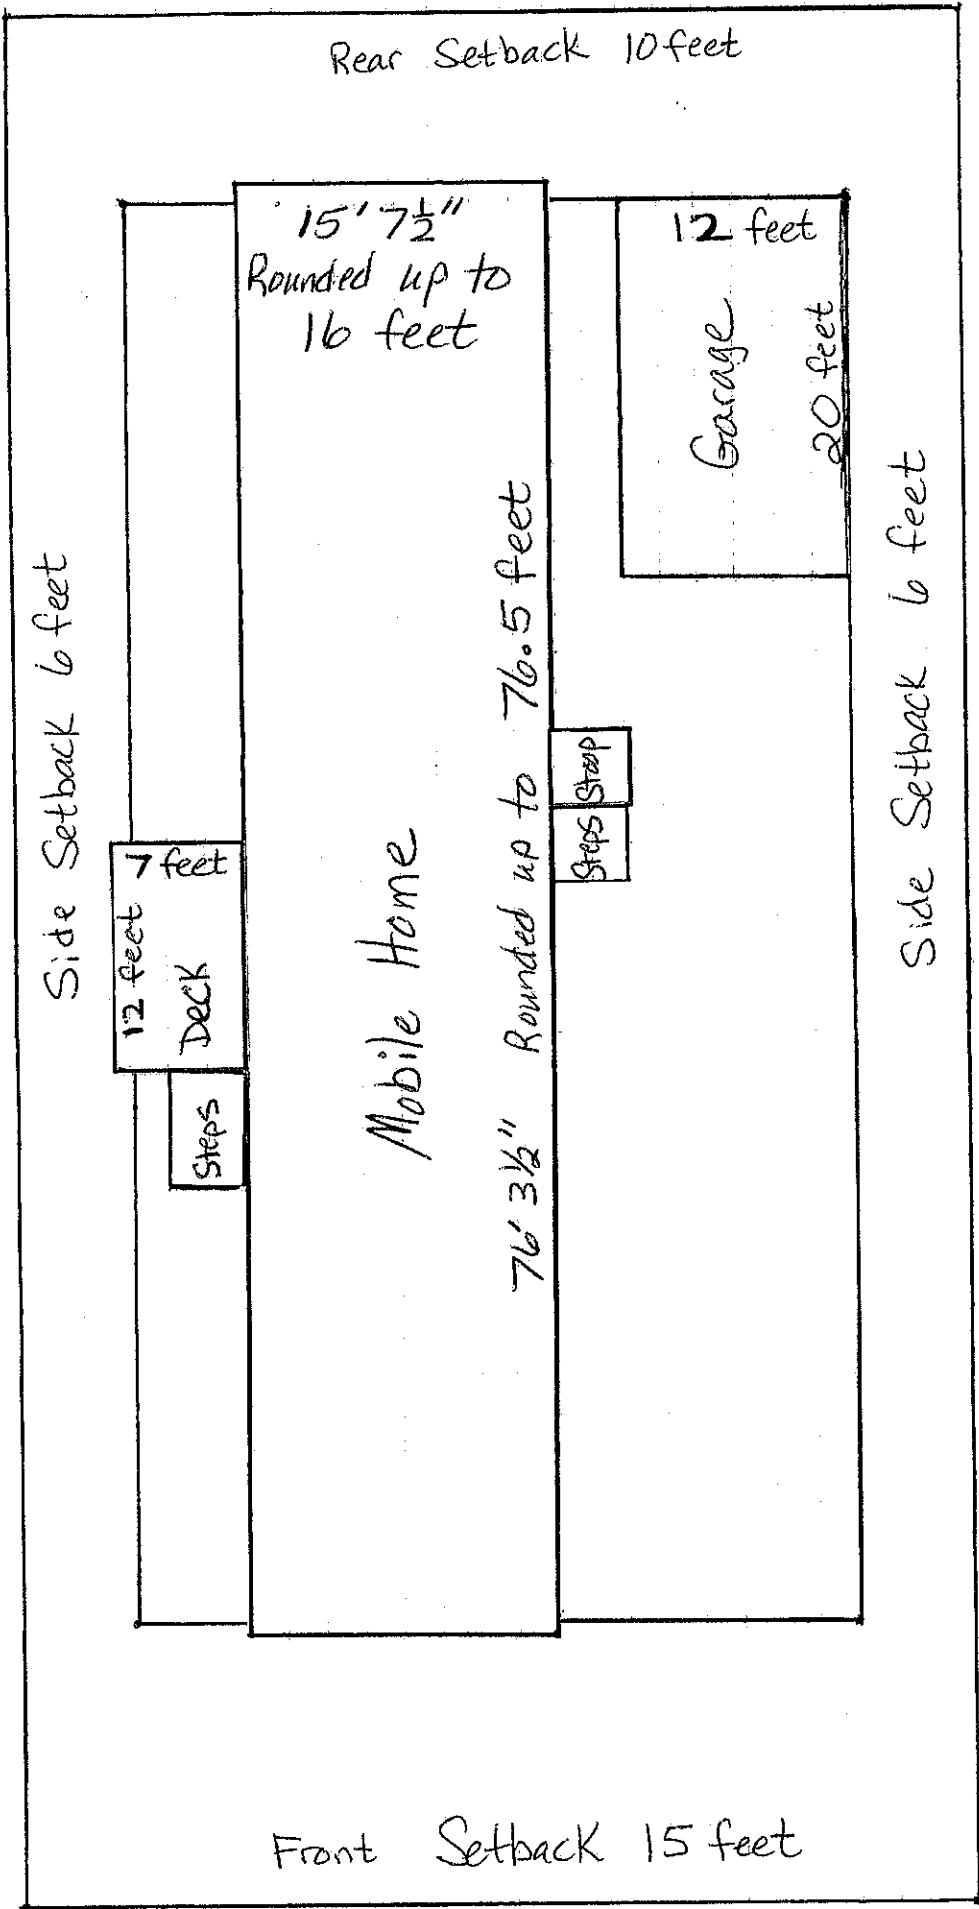 Rear Setback 10 feet
15' 7½"
Rounded up to
16 feet
12 feet
Garage
20 feet
Side Setback 6 feet
Side Setback 6 feet
Mobile Home
76' 3½" Rounded up to 76.5 feet
Stoop
Steps
7 feet
12 feet
Deck
Steps
Front Setback 15 feet